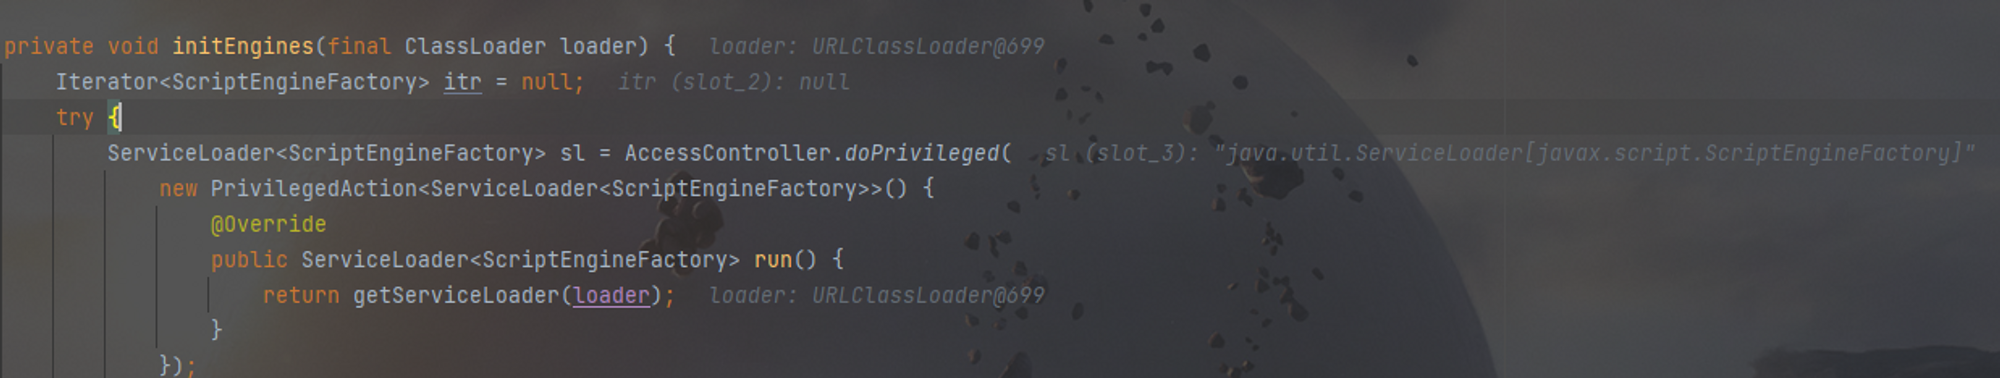 private void initEngines(final ClassLoader loader) {   loader: URLClassLoader@699
    Iterator<ScriptEngineFactory> itr = null;   itr (slot_2): null
    try {
        ServiceLoader<ScriptEngineFactory> sl = AccessController.doPrivileged(   sl (slot_3): "java.util.ServiceLoader[javax.script.ScriptEngineFactory]"
            new PrivilegedAction<ServiceLoader<ScriptEngineFactory>>() {
                @Override
                public ServiceLoader<ScriptEngineFactory> run() {
                    return getServiceLoader(loader);   loader: URLClassLoader@699
                }
            });